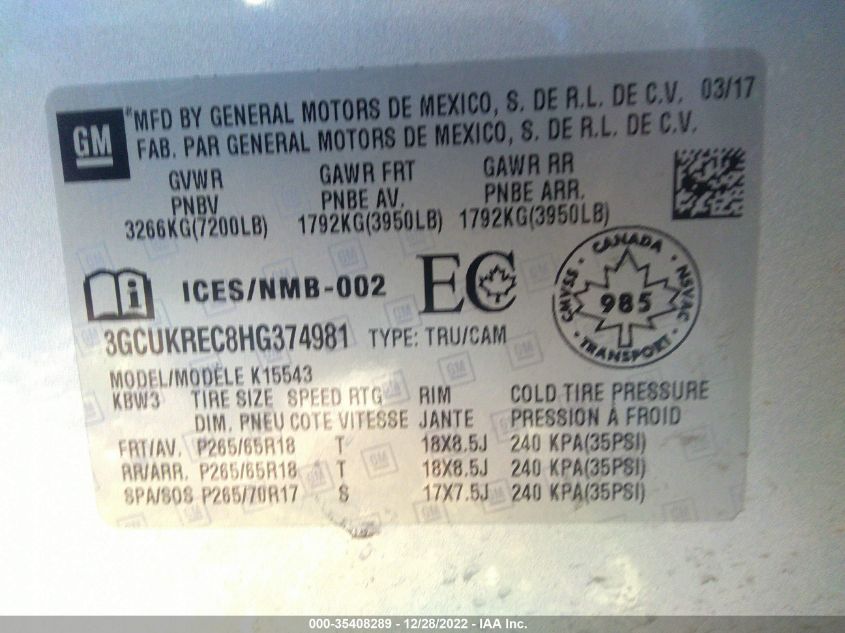 GM
"MFD BY GENERAL MOTORS DE MEXICO, S. DE R.L. DE C.V. 03/17
FAB. PAR GENERAL MOTORS DE MEXICO, S. DE R.L. DE C.V.
GVWR GAWR FRT GAWR RR
PNBV PNBE AV. PNBE ARR.
3266KG(7200LB) 1792KG(3950LB) 1792KG(3950LB)
i ICES/NMB-002 EC
CANADA
CMVSS 985 NSVAC
TRANSPORT
3GCUKREC8HG374981 TYPE: TRU/CAM
MODEL/MODÈLE K15543
KBW3 TIRE SIZE SPEED RTG RIM COLD TIRE PRESSURE
DIM. PNEU COTE VITESSE JANTE PRESSION À FROID
FRT/AV. P265/65R18 T 18X8.5J 240 KPA(35PSI)
RR/ARR. P265/65R18 T 18X8.5J 240 KPA(35PSI)
SPA/SOS P265/70R17 S 17X7.5J 240 KPA(35PSI)
000-35408289 - 12/28/2022 - IAA Inc.